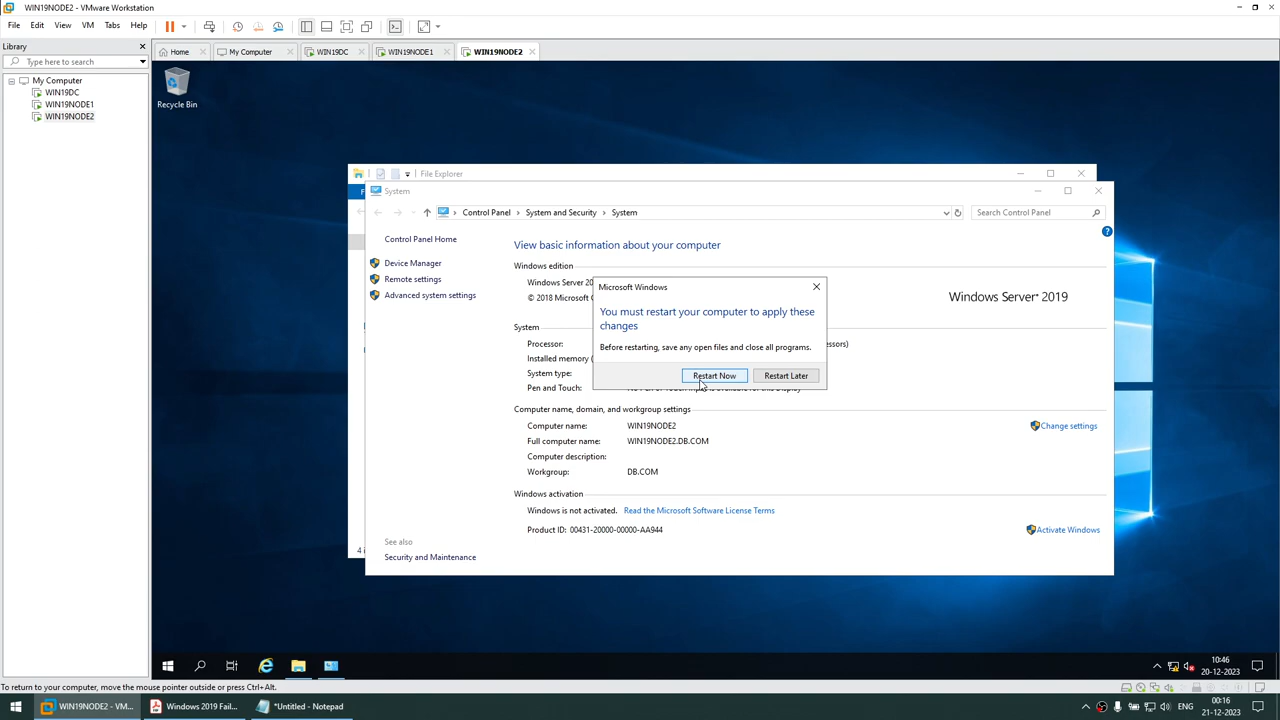 WIN19NODE2 - VMware Workstation
File Edit View VM Tabs Help
Library
Type here to search
My Computer
WIN19DC
WIN19NODE1
WIN19NODE2
Home
My Computer
WIN19DC
WIN19NODE1
WIN19NODE2
Recycle Bin
File Explorer
System
Control Panel > System and Security > System
Search Control Panel
Control Panel Home
Device Manager
Remote settings
Advanced system settings
View basic information about your computer
Windows edition
Windows Server 20
© 2018 Microsoft
Windows Server 2019
Microsoft Windows
You must restart your computer to apply these
changes
Before restarting, save any open files and close all programs.
Restart Now
Restart Later
System
Processor:
Installed memory (
System type:
Pen and Touch:
Computer name, domain, and workgroup settings
Computer name: WIN19NODE2
Change settings
Full computer name: WIN19NODE2.DB.COM
Computer description:
Workgroup: DB.COM
Windows activation
Windows is not activated. Read the Microsoft Software License Terms
Product ID: 00431-20000-00000-AA944
Activate Windows
See also
Security and Maintenance
10:46
20-12-2023
To return to your computer, move the mouse pointer outside or press Ctrl+Alt.
WIN19NODE2 - VM...
Windows 2019 Fail...
*Untitled - Notepad
ENG
00:16
21-12-2023